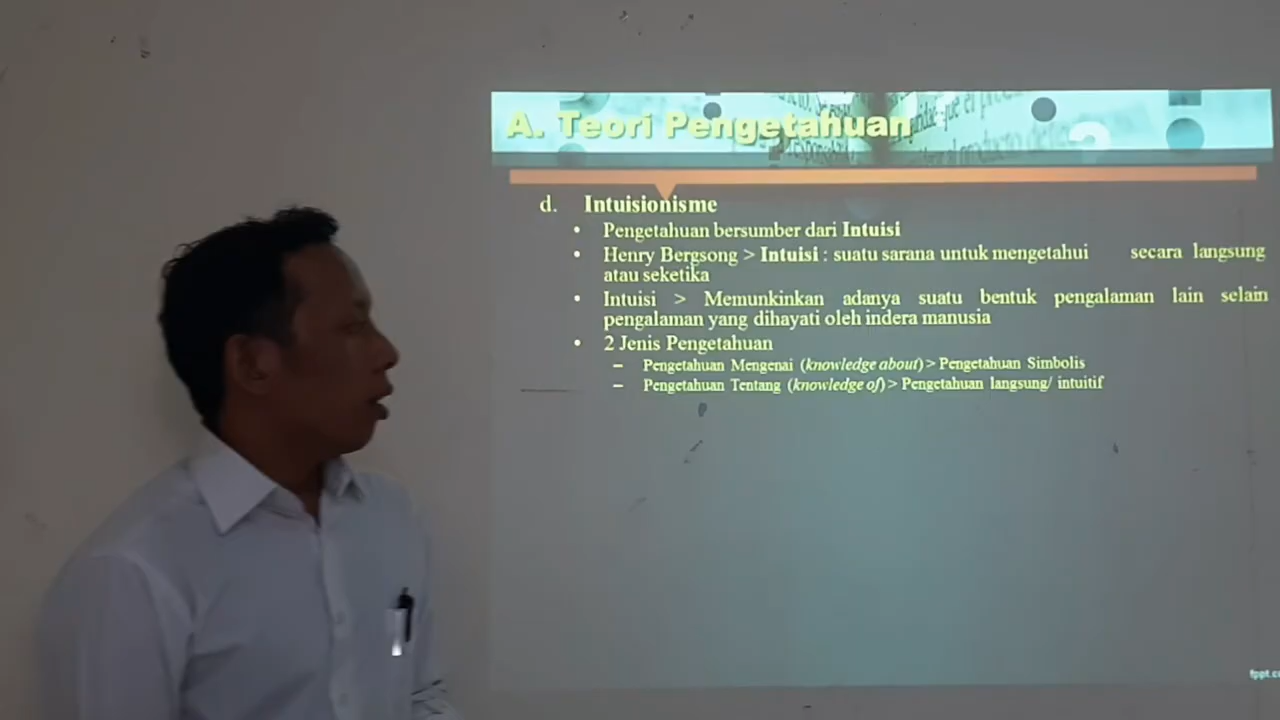 A. Teori Pengetahuan
d. Intuisionisme
• Pengetahuan bersumber dari Intuisi
• Henry Bergsong > Intuisi : suatu sarana untuk mengetahui secara langsung
atau seketika
• Intuisi > Memunkinkan adanya suatu bentuk pengalaman lain selain
pengalaman yang dihayati oleh indera manusia
• 2 Jenis Pengetahuan
– Pengetahuan Mengenai (knowledge about) > Pengetahuan Simbolis
– Pengetahuan Tentang (knowledge of) > Pengetahuan langsung/ intuitif